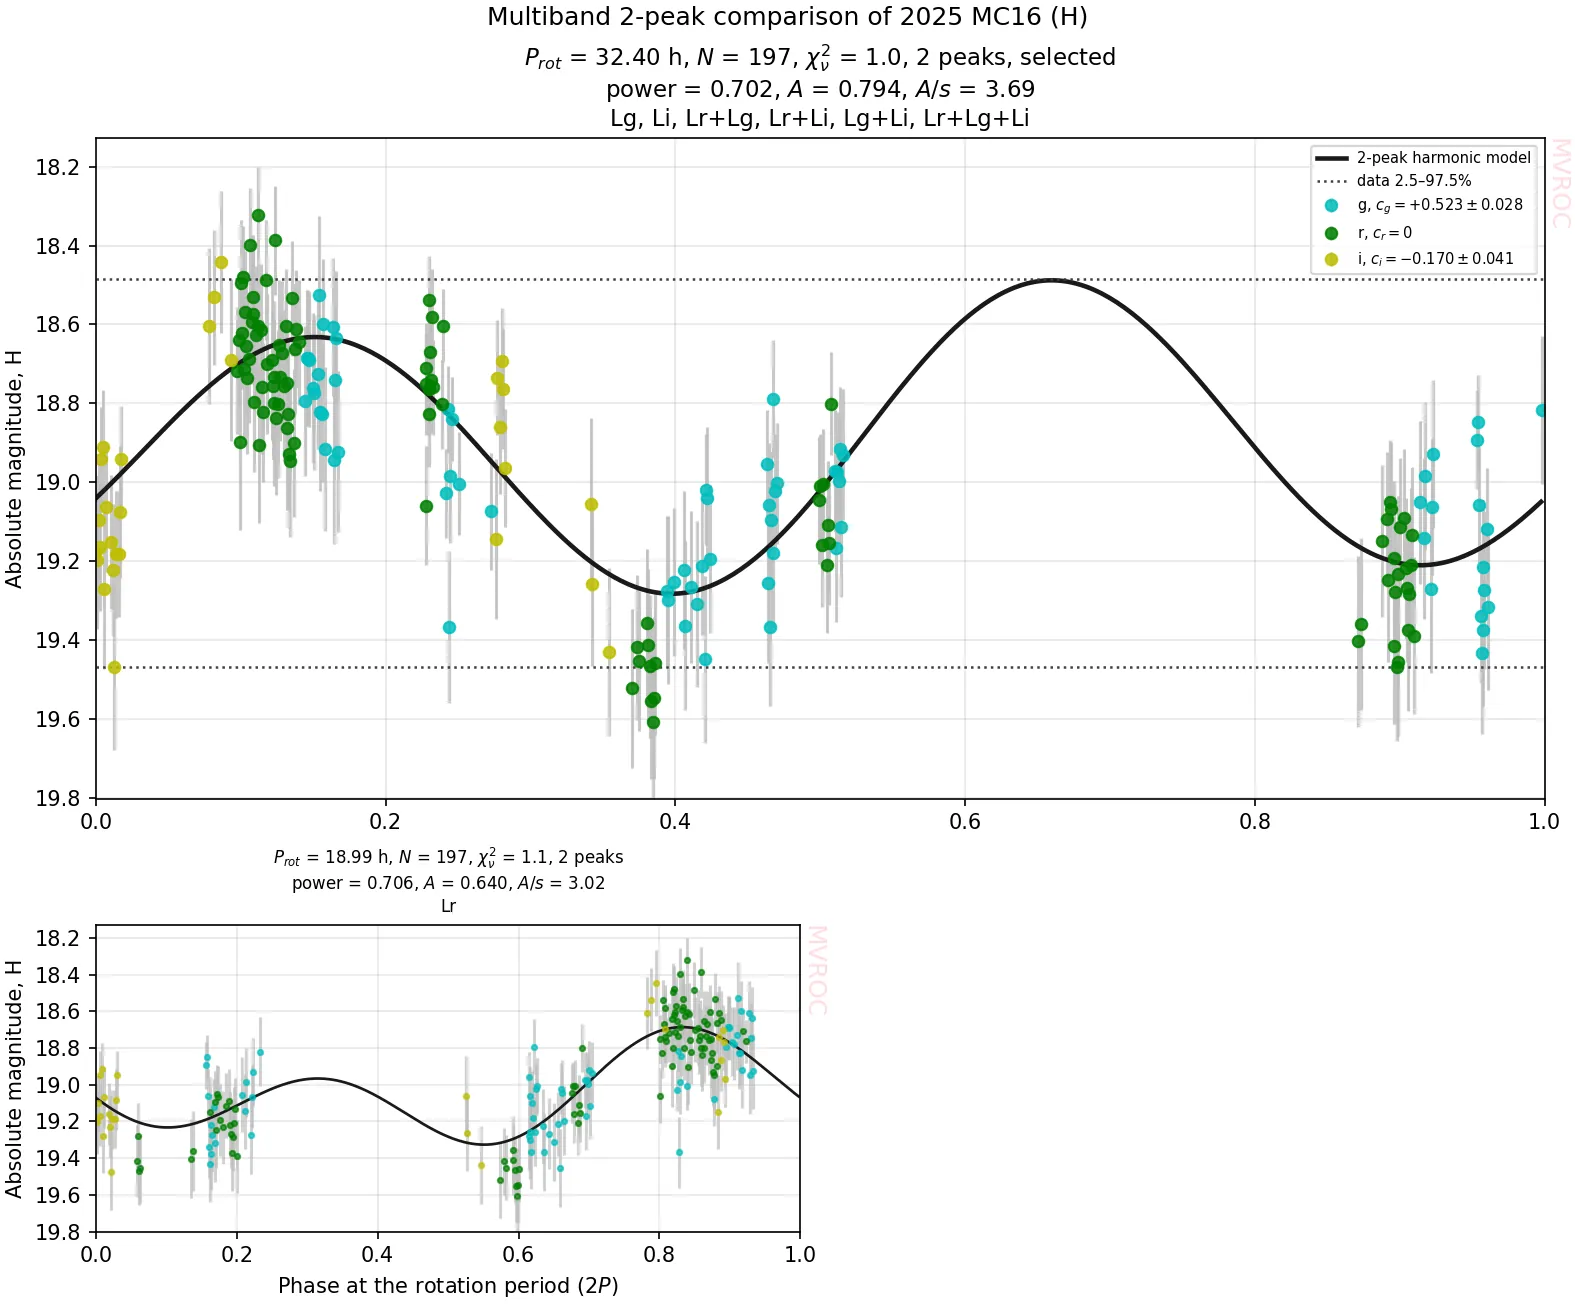 Multiband 2-peak comparison of 2025 MC16 (H)
P_rot = 32.40 h, N = 197, χ²_ν = 1.0, 2 peaks, selected
power = 0.702, A = 0.794, A/s = 3.69
Lg, Li, Lr+Lg, Lr+Li, Lg+Li, Lr+Lg+Li
2-peak harmonic model
data 2.5–97.5%
g, c_g = +0.523 ± 0.028
r, c_r = 0
i, c_i = −0.170 ± 0.041
MVROC
Absolute magnitude, H
18.2
18.4
18.6
18.8
19.0
19.2
19.4
19.6
19.8
0.0 0.2 0.4 0.6 0.8 1.0
P_rot = 18.99 h, N = 197, χ²_ν = 1.1, 2 peaks
power = 0.706, A = 0.640, A/s = 3.02
Lr
MVROC
Absolute magnitude, H
18.2
18.4
18.6
18.8
19.0
19.2
19.4
19.6
19.8
0.0 0.2 0.4 0.6 0.8 1.0
Phase at the rotation period (2P)